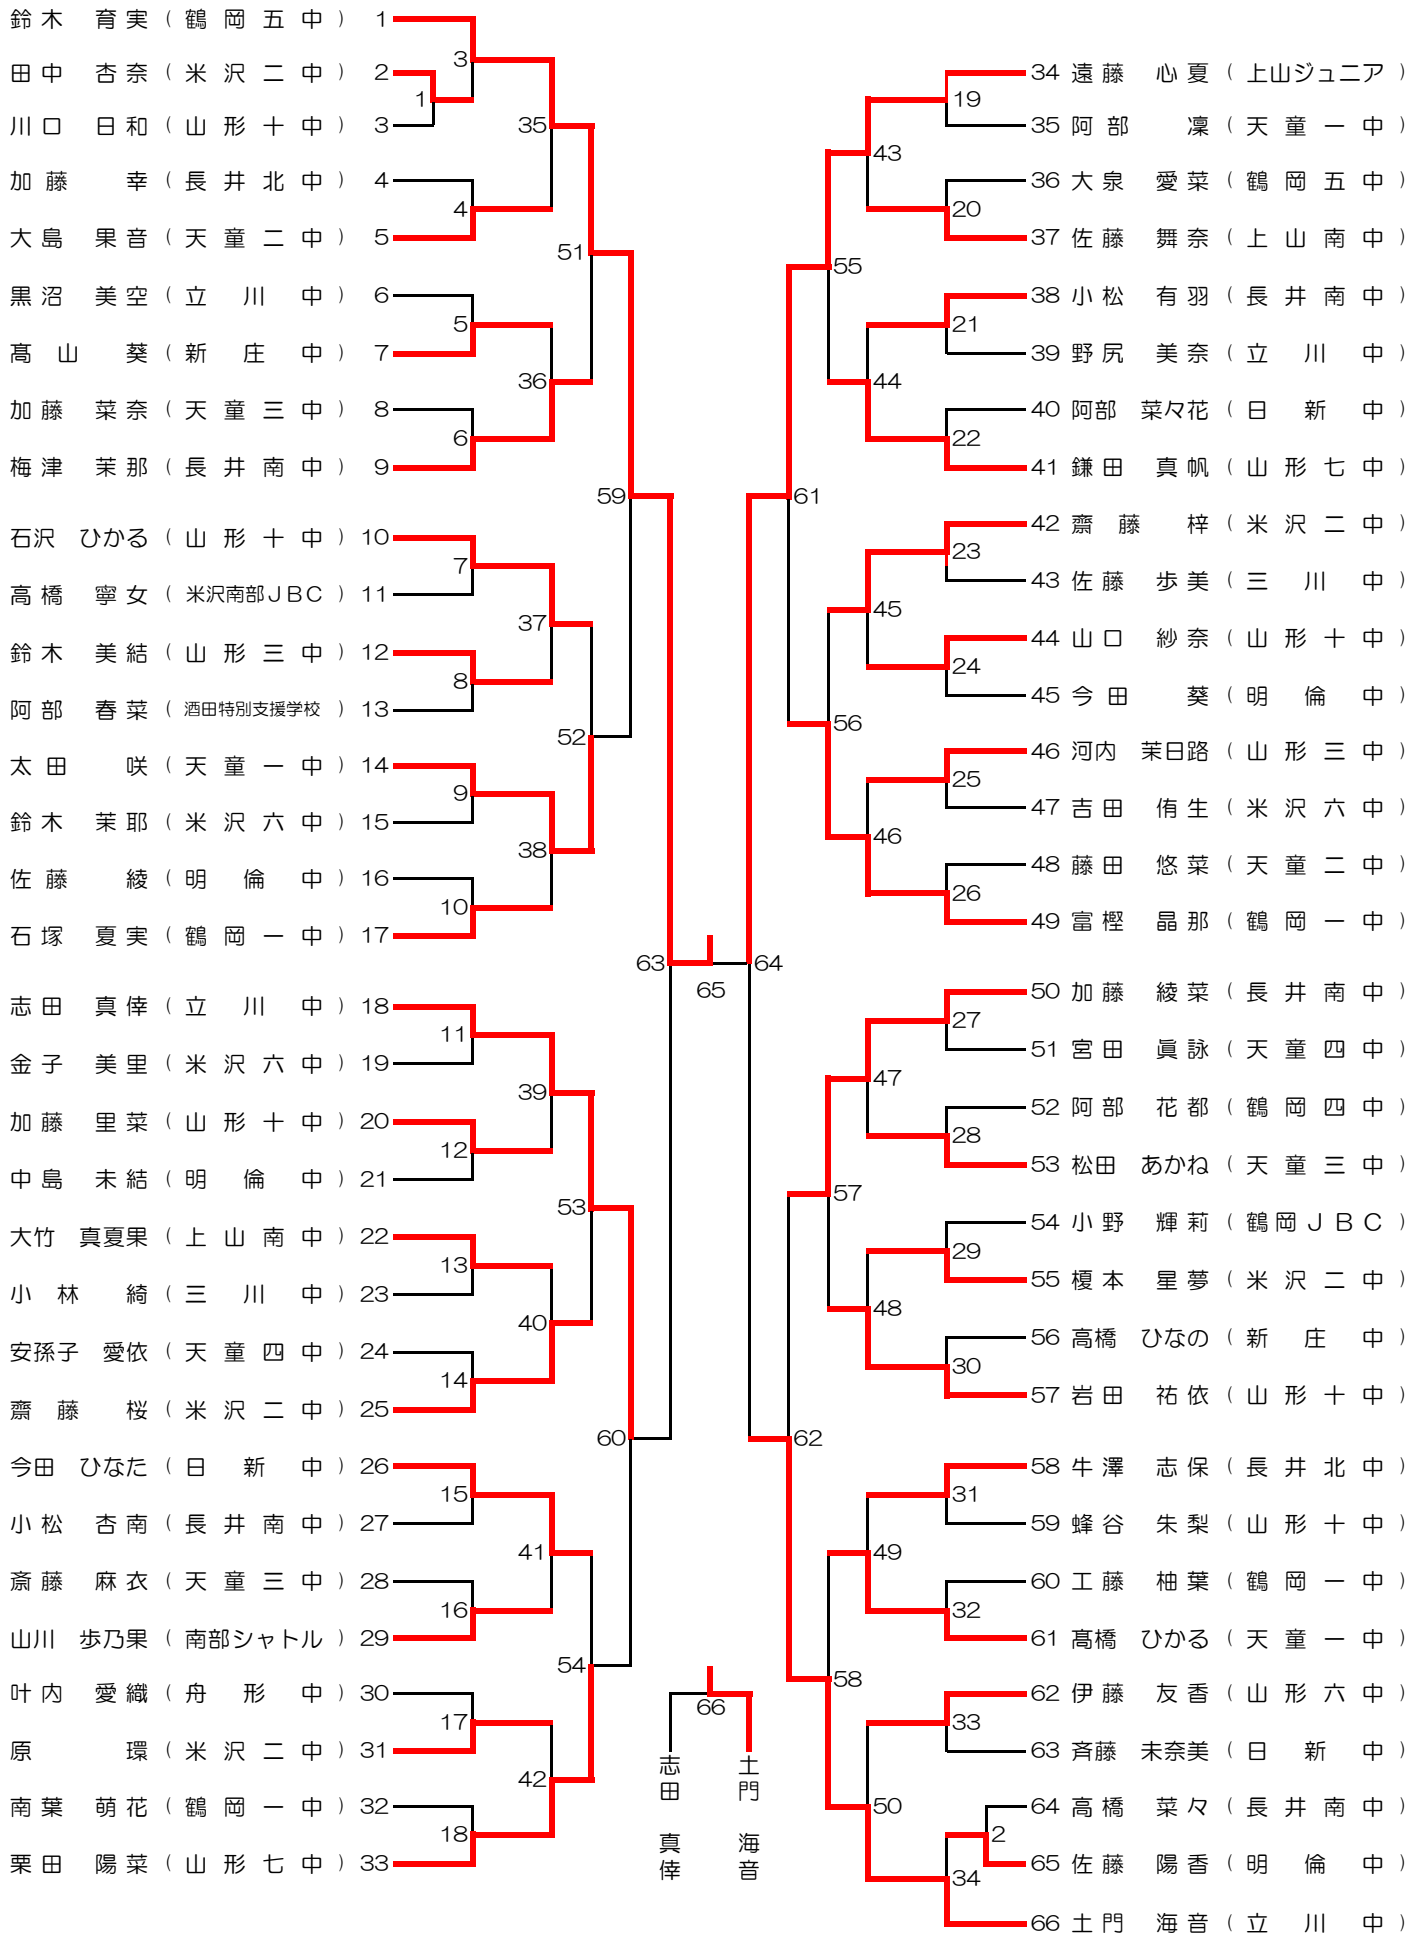 鈴木 育実 (鶴岡五中) 1
田中 杏奈 (米沢二中) 2
川口 日和 (山形十中) 3
加藤 幸 (長井北中) 4
大島 果音 (天童二中) 5
黒沼 美空 (立川中) 6
髙山 葵 (新庄中) 7
加藤 菜奈 (天童三中) 8
梅津 茉那 (長井南中) 9
石沢 ひかる (山形十中) 10
高橋 寧女 (米沢南部JBC) 11
鈴木 美結 (山形三中) 12
阿部 春菜 (酒田特別支援学校) 13
太田 咲 (天童一中) 14
鈴木 茉耶 (米沢六中) 15
佐藤 綾 (明倫中) 16
石塚 夏実 (鶴岡一中) 17
志田 真倖 (立川中) 18
金子 美里 (米沢六中) 19
加藤 里菜 (山形十中) 20
中島 未結 (明倫中) 21
大竹 真夏果 (上山南中) 22
小林 綺 (三川中) 23
安孫子 愛依 (天童四中) 24
齋藤 桜 (米沢二中) 25
今田 ひなた (日新中) 26
小松 杏南 (長井南中) 27
斎藤 麻衣 (天童三中) 28
山川 歩乃果 (南部シャトル) 29
叶内 愛織 (舟形中) 30
原 環 (米沢二中) 31
南葉 萌花 (鶴岡一中) 32
栗田 陽菜 (山形七中) 33
1
3
4
5
6
7
8
9
10
11
12
13
14
15
16
17
18
35
36
37
38
39
40
41
42
51
52
53
54
59
60
63
65
64
66
志田 真倖
土門 海音
61
62
55
56
57
58
43
44
45
46
47
48
49
50
19
20
21
22
23
24
25
26
27
28
29
30
31
32
33
2
34
34 遠藤 心夏 (上山ジュニア)
35 阿部 凜 (天童一中)
36 大泉 愛菜 (鶴岡五中)
37 佐藤 舞奈 (上山南中)
38 小松 有羽 (長井南中)
39 野尻 美奈 (立川中)
40 阿部 菜々花 (日新中)
41 鎌田 真帆 (山形七中)
42 齋藤 梓 (米沢二中)
43 佐藤 歩美 (三川中)
44 山口 紗奈 (山形十中)
45 今田 葵 (明倫中)
46 河内 茉日路 (山形三中)
47 吉田 侑生 (米沢六中)
48 藤田 悠菜 (天童二中)
49 富樫 晶那 (鶴岡一中)
50 加藤 綾菜 (長井南中)
51 宮田 眞詠 (天童四中)
52 阿部 花都 (鶴岡四中)
53 松田 あかね (天童三中)
54 小野 輝莉 (鶴岡JBC)
55 榎本 星夢 (米沢二中)
56 高橋 ひなの (新庄中)
57 岩田 祐依 (山形十中)
58 牛澤 志保 (長井北中)
59 蜂谷 朱梨 (山形十中)
60 工藤 柚葉 (鶴岡一中)
61 髙橋 ひかる (天童一中)
62 伊藤 友香 (山形六中)
63 斉藤 未奈美 (日新中)
64 高橋 菜々 (長井南中)
65 佐藤 陽香 (明倫中)
66 土門 海音 (立川中)